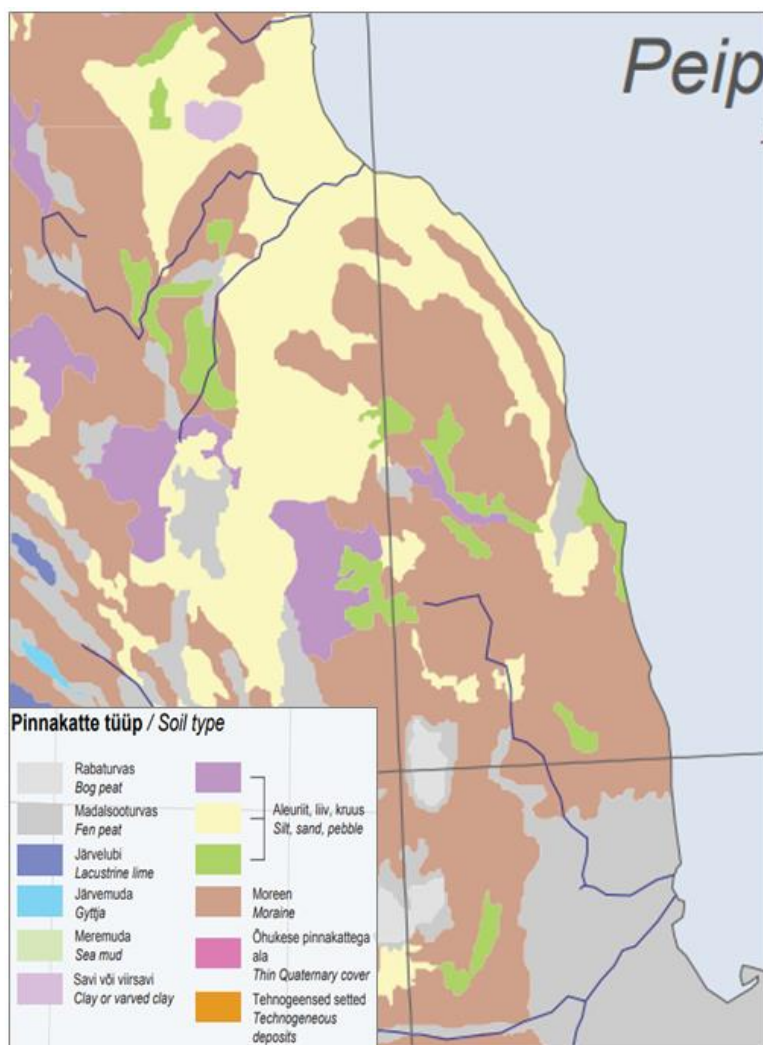 Peip
Pinnakatte tüüp / Soil type
Rabaturvas
Bog peat
Madalsooturvas
Fen peat
Järvelubi
Lacustrine lime
Järvemuda
Gyttja
Meremuda
Sea mud
Savi või viirsavi
Clay or varved clay
Aleuriit, liiv, kruus
Silt, sand, pebble
Moreen
Moraine
Õhukese pinnakattega
ala
Thin Quaternary cover
Tehnogeensed setted
Technogeneous
deposits